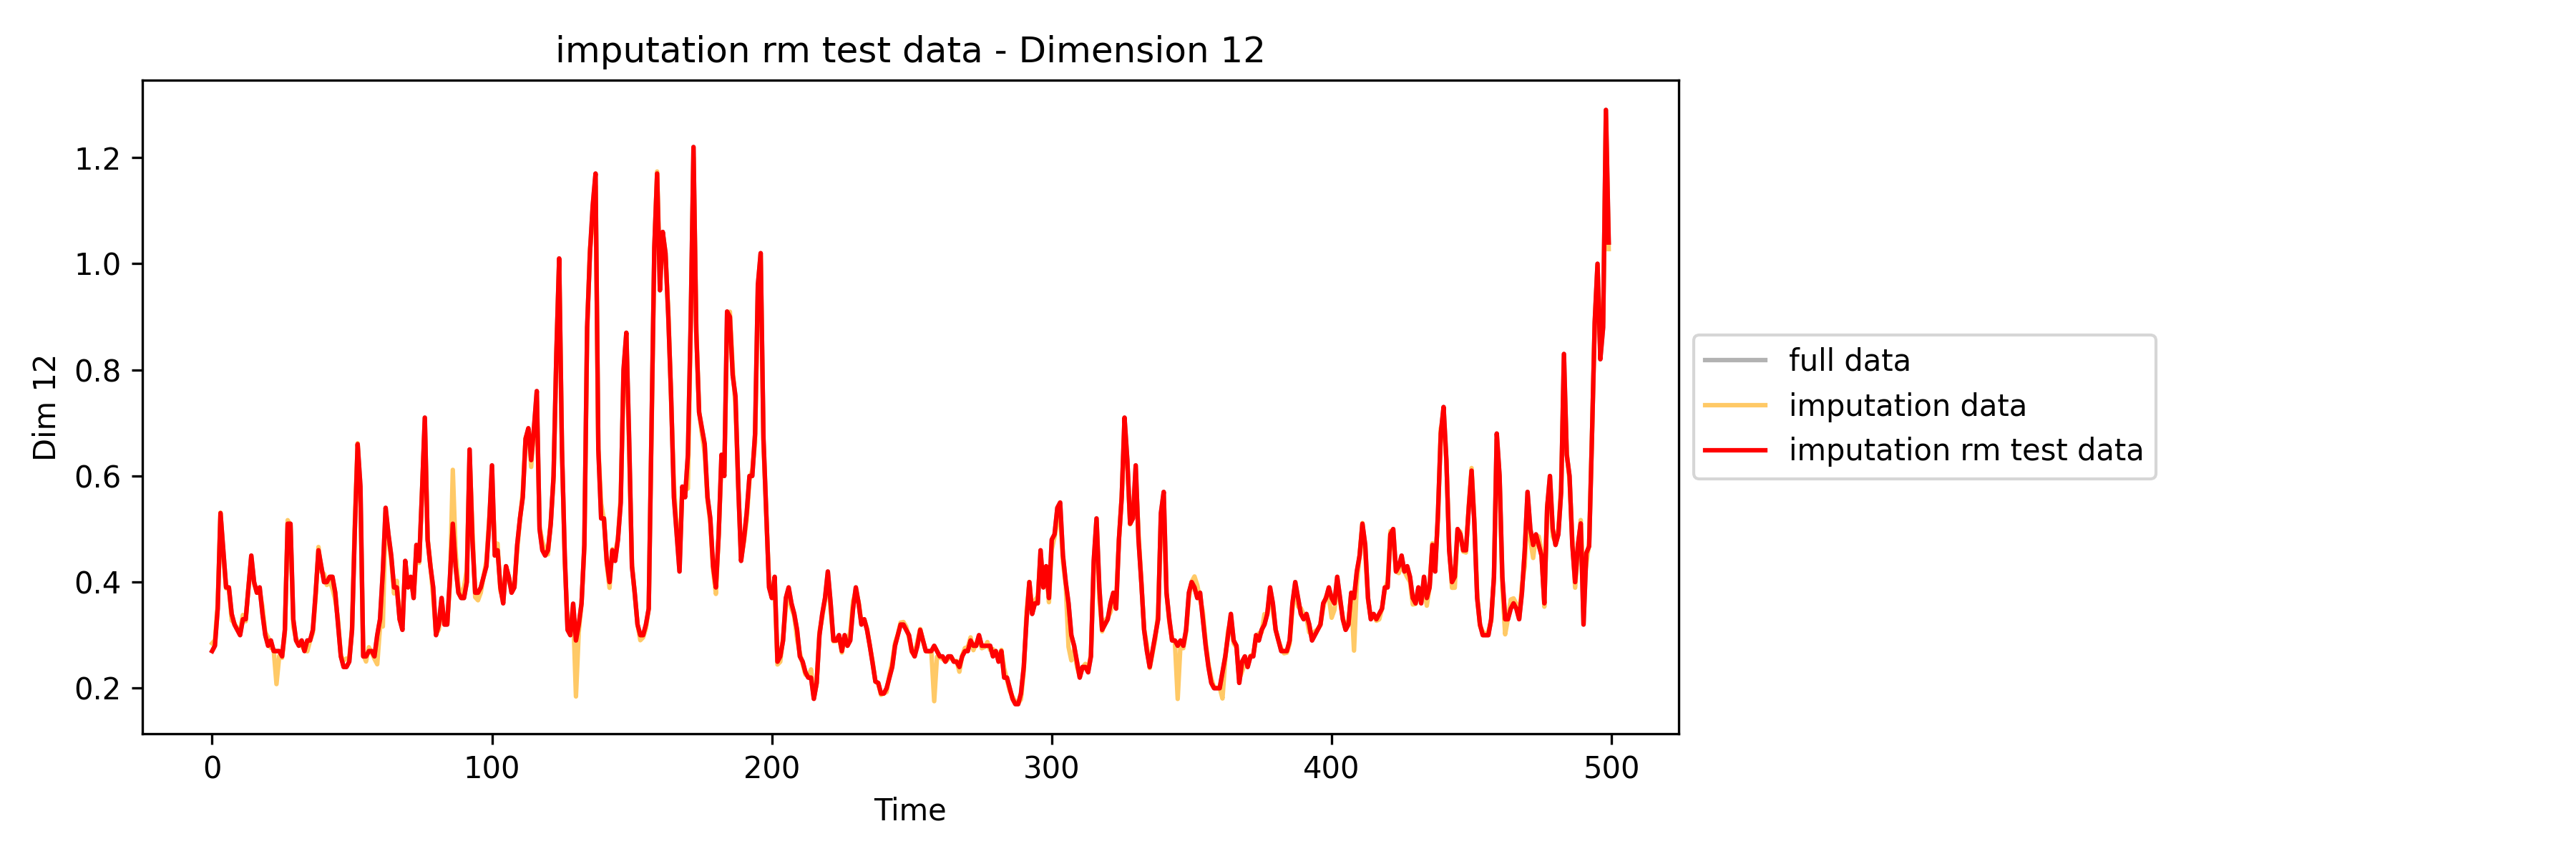 imputation rm test data - Dimension 12
Dim 12
1.2
1.0
0.8
0.6
0.4
0.2
0 100 200 300 400 500
Time
full data
imputation data
imputation rm test data